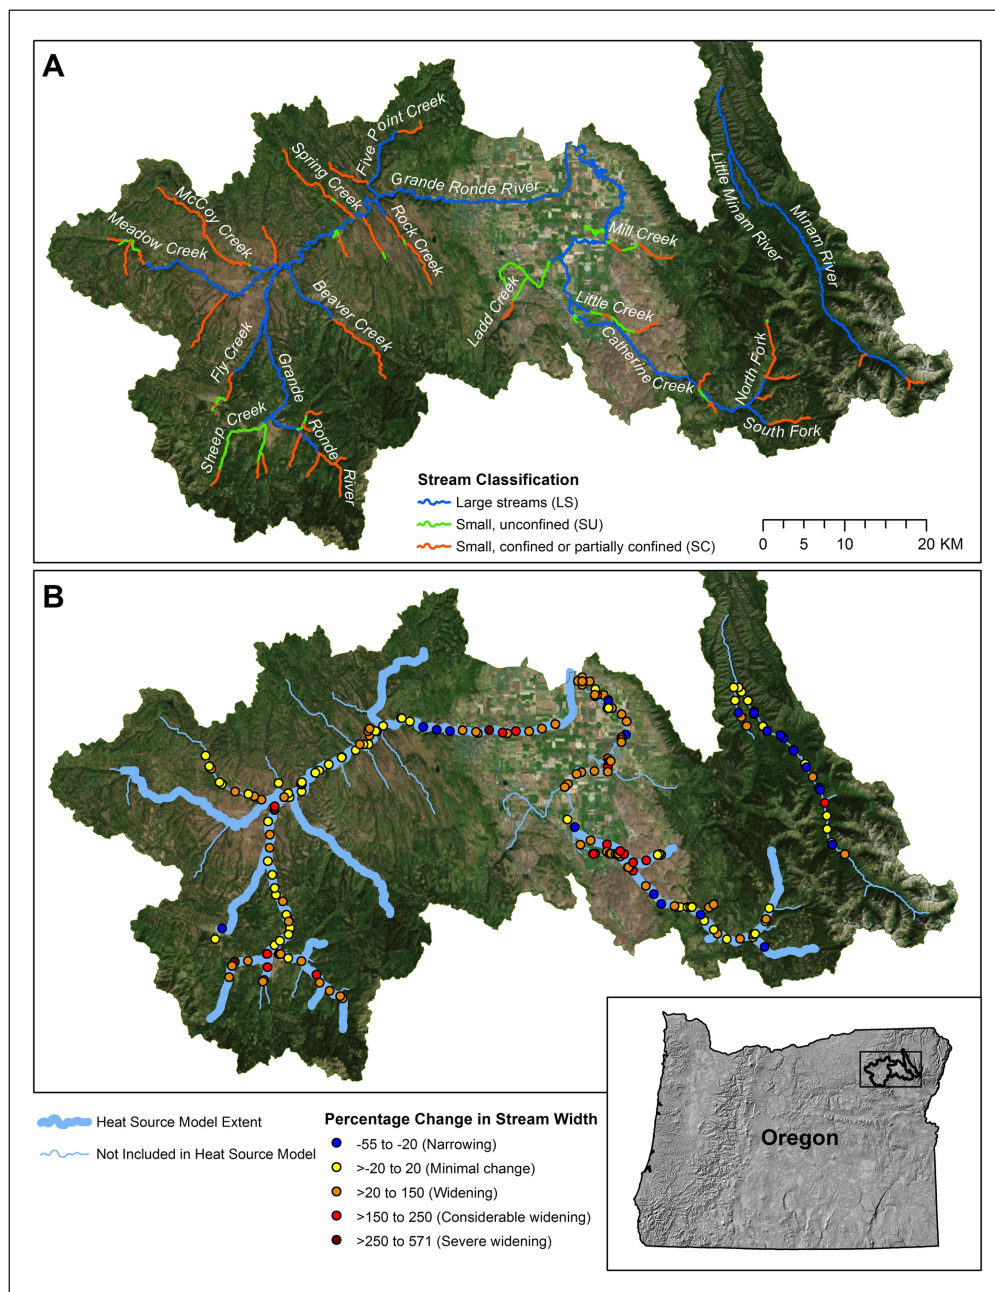 A
Five Point Creek
Spring Creek
McCoy Creek
Meadow Creek
Grande Ronde River
Rock Creek
Mill Creek
Little Minam River
Minam River
Beaver Creek
Ladd Creek
Little Creek
Catherine Creek
North Fork
South Fork
Fly Creek
Grande
Ronde
River
Sheep Creek
Stream Classification
Large streams (LS)
Small, unconfined (SU)
Small, confined or partially confined (SC)
0 5 10 20 KM
B
Heat Source Model Extent
Not Included in Heat Source Model
Percentage Change in Stream Width
-55 to -20 (Narrowing)
>-20 to 20 (Minimal change)
>20 to 150 (Widening)
>150 to 250 (Considerable widening)
>250 to 571 (Severe widening)
Oregon